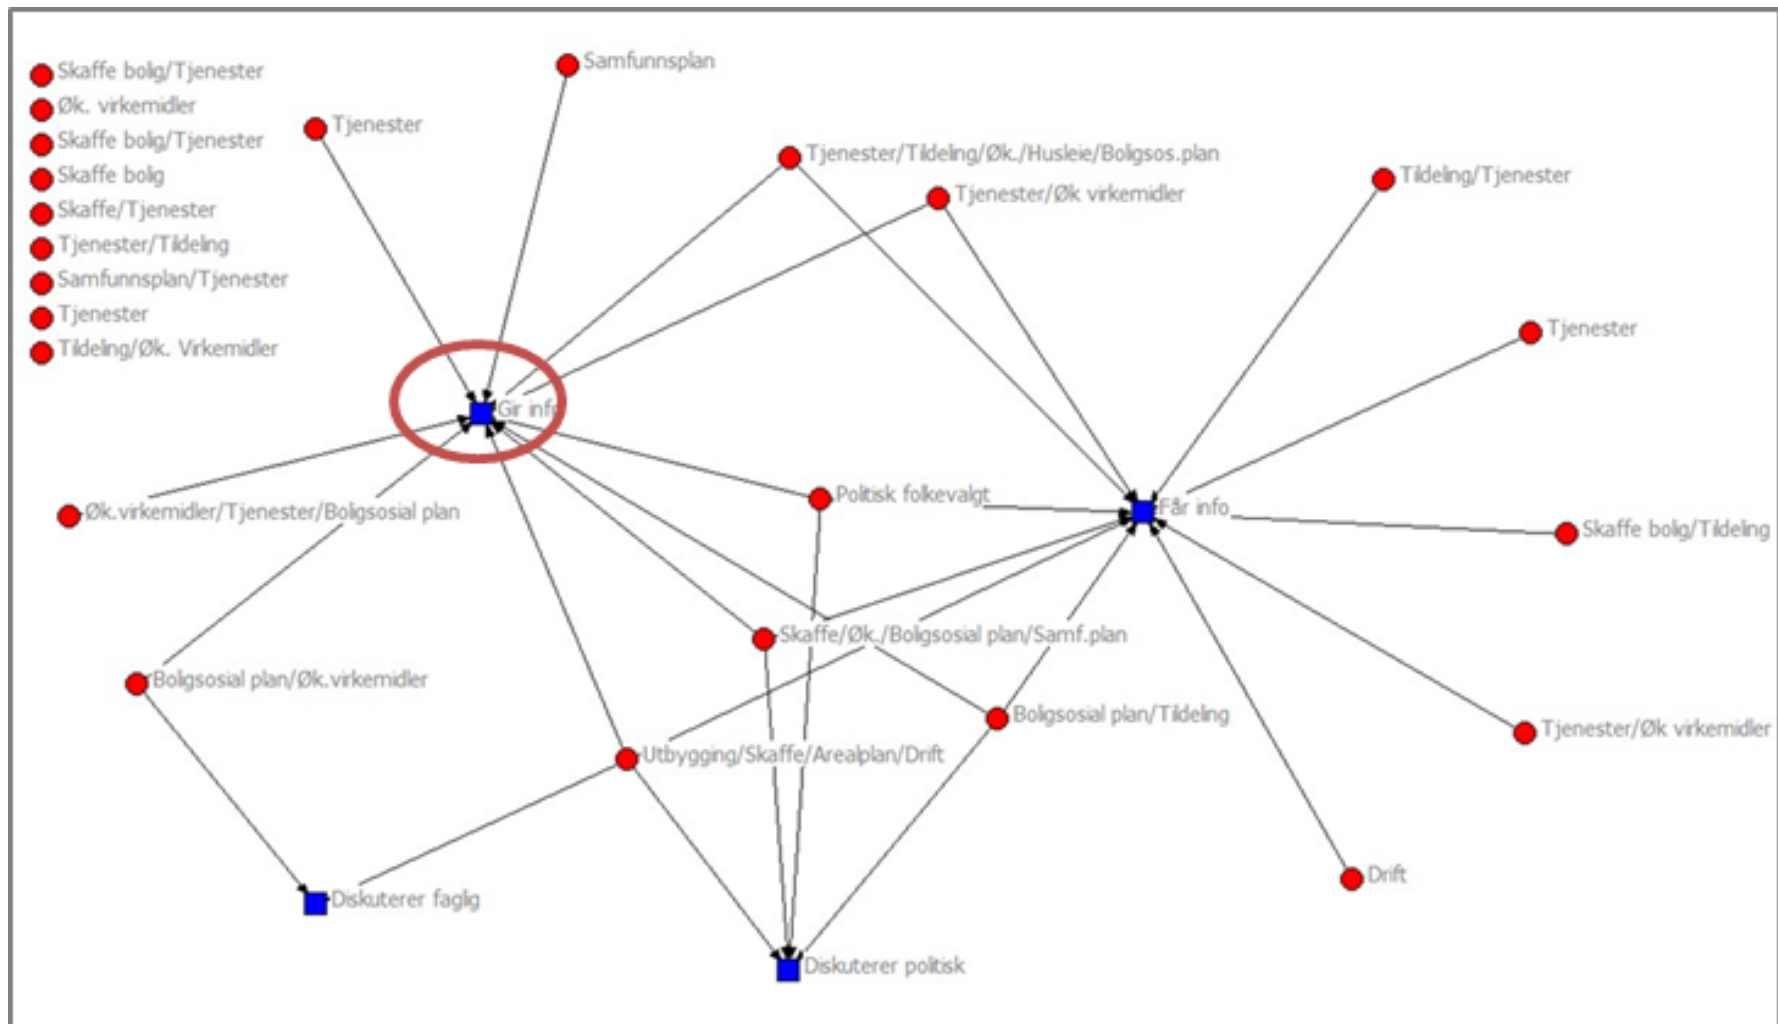 Skaffe bolig/Tjenester
Øk. virkemidler
Skaffe bolig/Tjenester
Skaffe bolig
Skaffe/Tjenester
Tjenester/Tildeling
Samfunnsplan/Tjenester
Tjenester
Tildeling/Øk. Virkemidler
Samfunnsplan
Tjenester
Tjenester/Tildeling/Øk./Husleie/Boligsos.plan
Tjenester/Øk virkemidler
Tildeling/Tjenester
Tjenester
Gir info
Politisk folkevalgt
Får info
Øk.virkemidler/Tjenester/Boligsosial plan
Skaffe bolig/Tildeling
Skaffe/Øk./Boligsosial plan/Samf.plan
Boligsosial plan/Øk.virkemidler
Boligsosial plan/Tildeling
Tjenester/Øk virkemidler
Utbygging/Skaffe/Arealplan/Drift
Drift
Diskuterer faglig
Diskuterer politisk